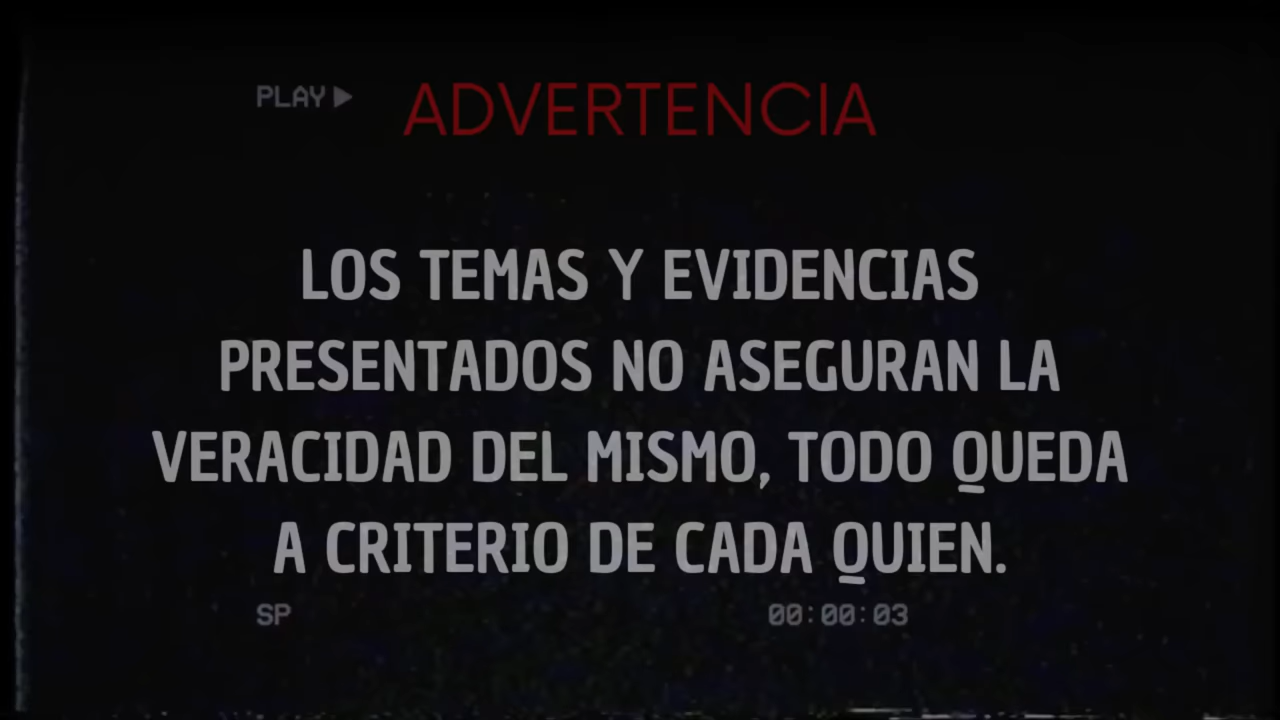 PLAY▶
ADVERTENCIA
LOS TEMAS Y EVIDENCIAS
PRESENTADOS NO ASEGURAN LA
VERACIDAD DEL MISMO, TODO QUEDA
A CRITERIO DE CADA QUIEN.
SP
00:00:03